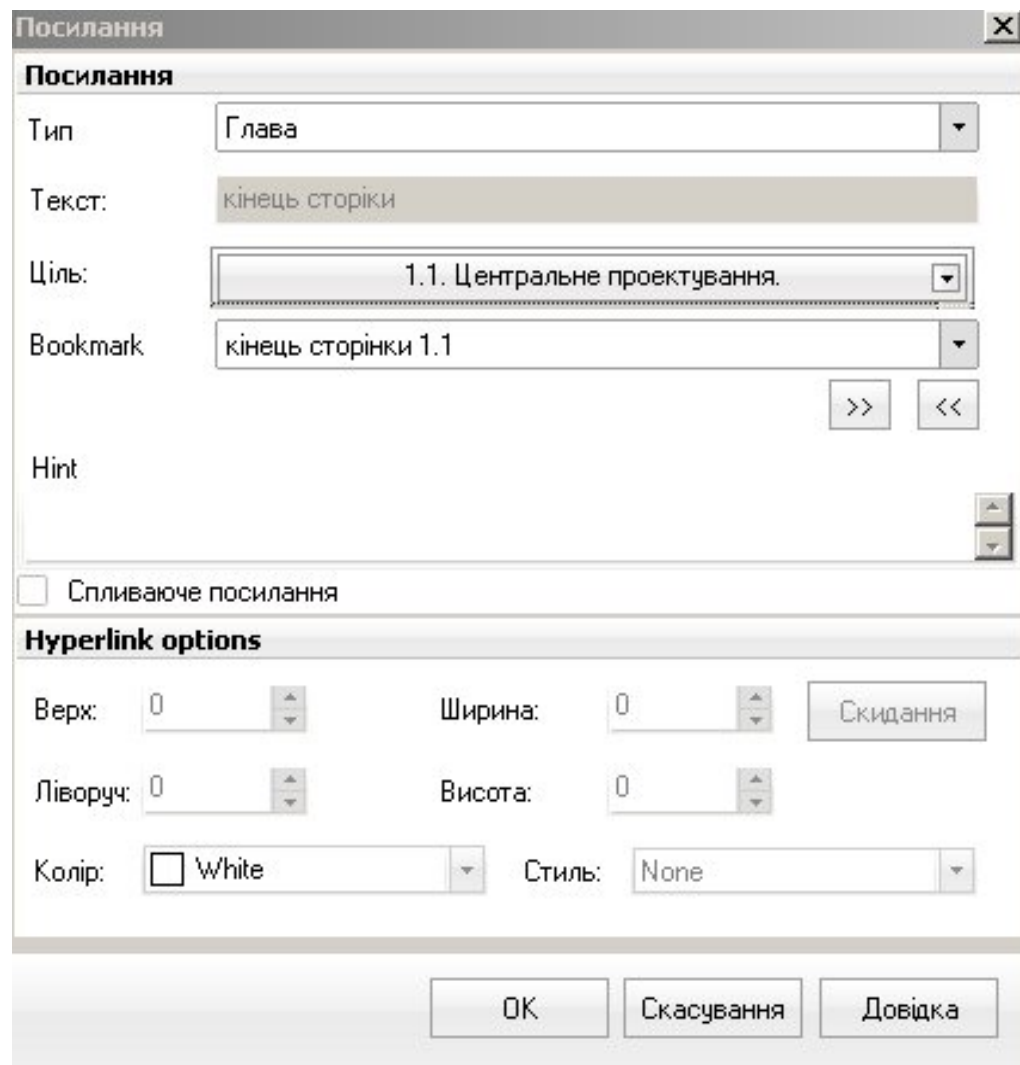 Посилання
Посилання
Тип Глава
Текст: кінець сторіки
Ціль: 1.1. Центральне проектування.
Bookmark кінець сторінки 1.1
>> <<
Hint
Спливаюче посилання
Hyperlink options
Верх: 0 Ширина: 0 Скидання
Ліворуч: 0 Висота: 0
Колір: White Стиль: None
OK Скасування Довідка